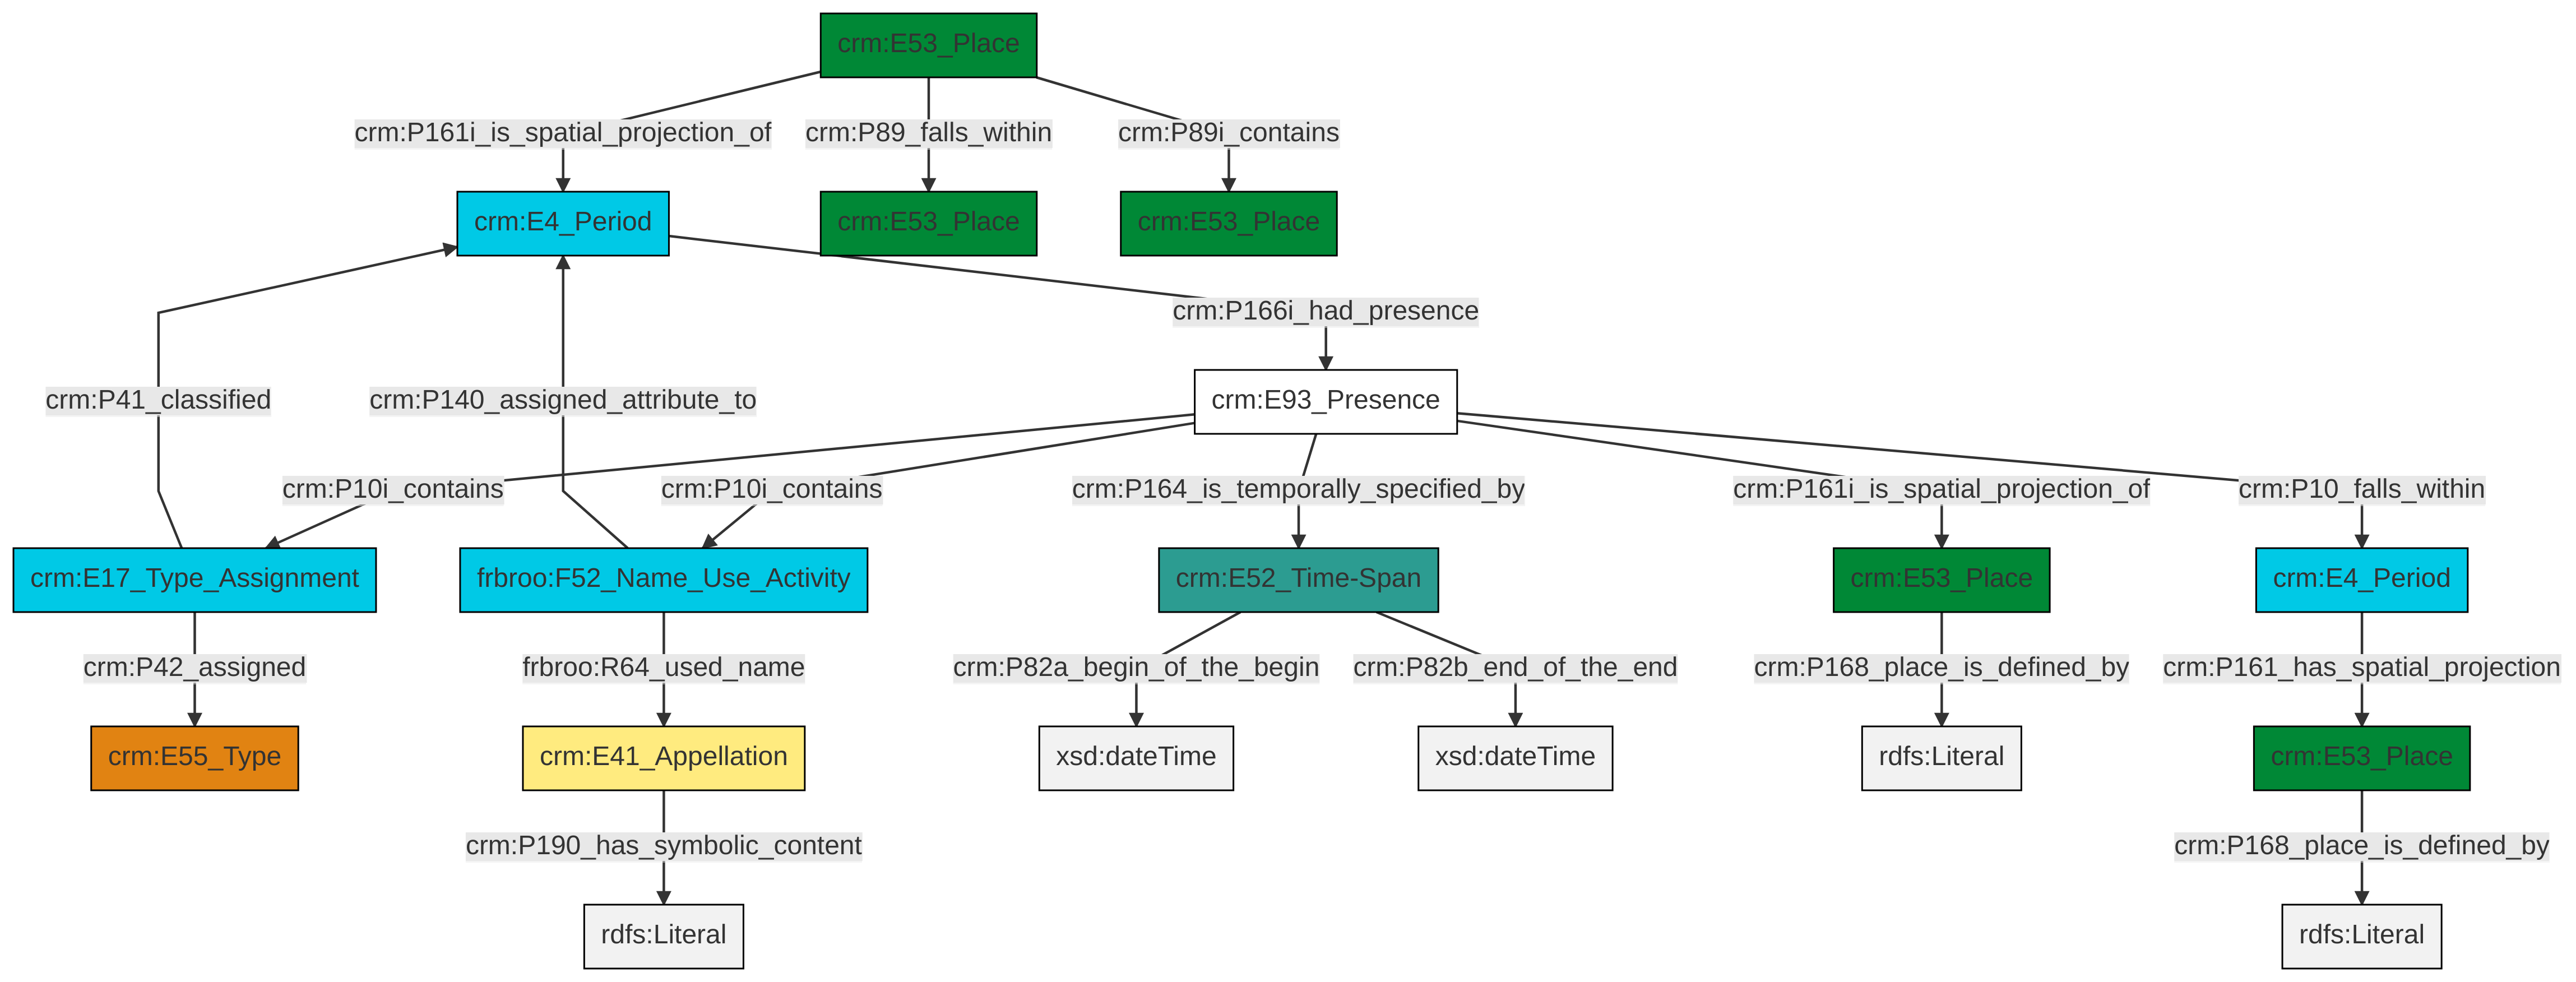 crm:E53_Place
crm:P161i_is_spatial_projection_of
crm:P89_falls_within
crm:P89i_contains
crm:E4_Period
crm:E53_Place
crm:E53_Place
crm:P166i_had_presence
crm:P41_classified
crm:P140_assigned_attribute_to
crm:E93_Presence
crm:P10i_contains
crm:P10i_contains
crm:P164_is_temporally_specified_by
crm:P161i_is_spatial_projection_of
crm:P10_falls_within
crm:E17_Type_Assignment
frbroo:F52_Name_Use_Activity
crm:E52_Time-Span
crm:E53_Place
crm:E4_Period
crm:P42_assigned
frbroo:R64_used_name
crm:P82a_begin_of_the_begin
crm:P82b_end_of_the_end
crm:P168_place_is_defined_by
crm:P161_has_spatial_projection
crm:E55_Type
crm:E41_Appellation
xsd:dateTime
xsd:dateTime
rdfs:Literal
crm:E53_Place
crm:P190_has_symbolic_content
crm:P168_place_is_defined_by
rdfs:Literal
rdfs:Literal